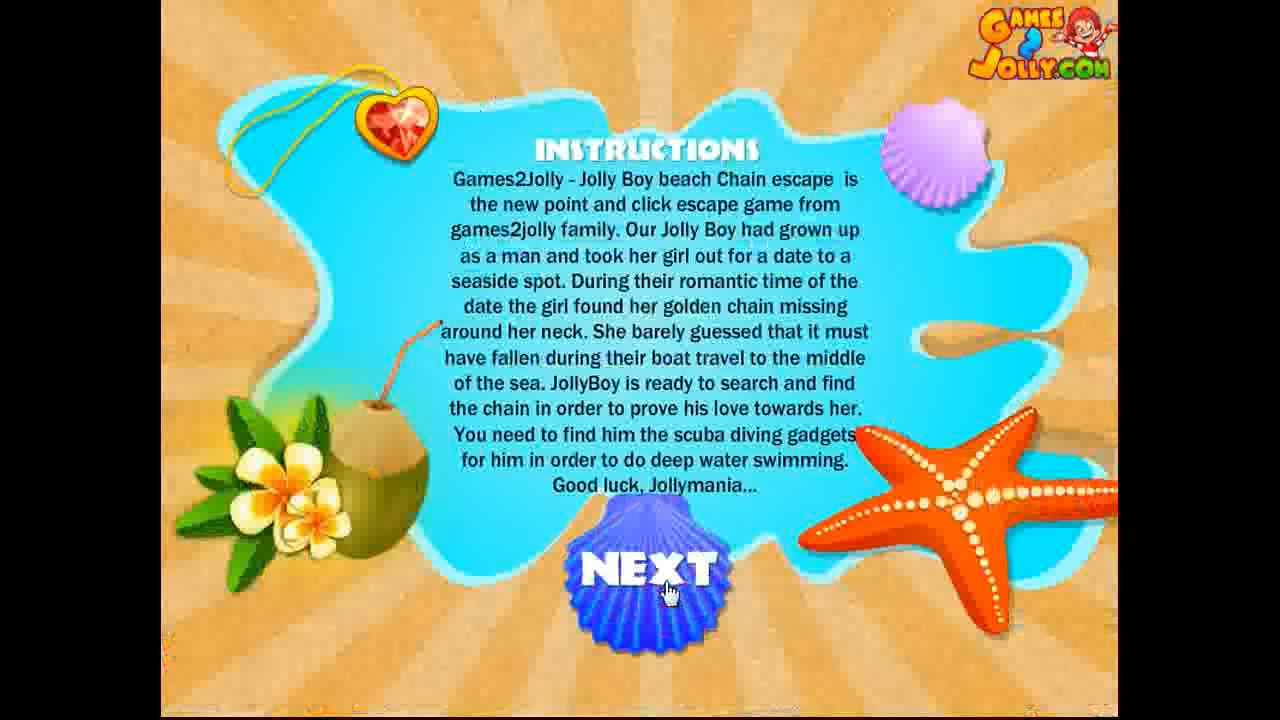 GAMES
2
JOLLY.COM
INSTRUCTIONS
Games2Jolly - Jolly Boy beach Chain escape is
the new point and click escape game from
games2jolly family. Our Jolly Boy had grown up
as a man and took her girl out for a date to a
seaside spot. During their romantic time of the
date the girl found her golden chain missing
around her neck. She barely guessed that it must
have fallen during their boat travel to the middle
of the sea. JollyBoy is ready to search and find
the chain in order to prove his love towards her.
You need to find him the scuba diving gadgets
for him in order to do deep water swimming.
Good luck, Jollymania...
NEXT